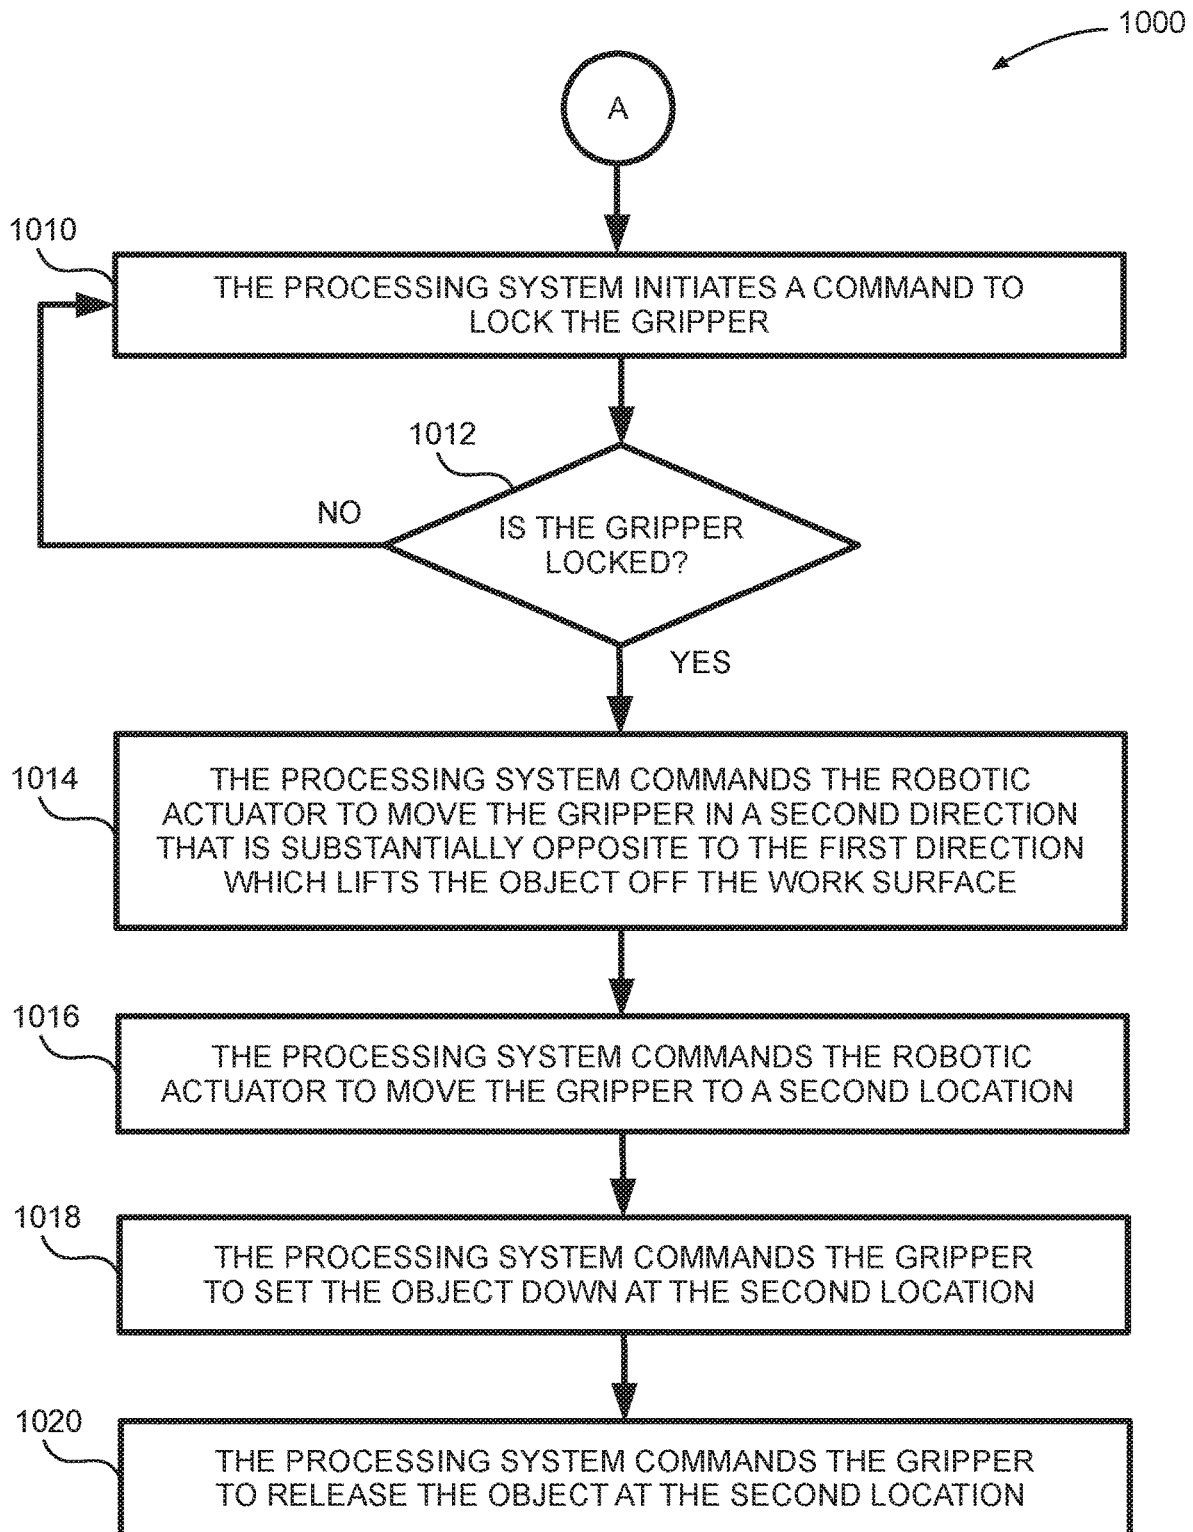 1000
A
1010
THE PROCESSING SYSTEM INITIATES A COMMAND TO
LOCK THE GRIPPER
1012
NO
IS THE GRIPPER
LOCKED?
YES
1014
THE PROCESSING SYSTEM COMMANDS THE ROBOTIC
ACTUATOR TO MOVE THE GRIPPER IN A SECOND DIRECTION
THAT IS SUBSTANTIALLY OPPOSITE TO THE FIRST DIRECTION
WHICH LIFTS THE OBJECT OFF THE WORK SURFACE
1016
THE PROCESSING SYSTEM COMMANDS THE ROBOTIC
ACTUATOR TO MOVE THE GRIPPER TO A SECOND LOCATION
1018
THE PROCESSING SYSTEM COMMANDS THE GRIPPER
TO SET THE OBJECT DOWN AT THE SECOND LOCATION
1020
THE PROCESSING SYSTEM COMMANDS THE GRIPPER
TO RELEASE THE OBJECT AT THE SECOND LOCATION